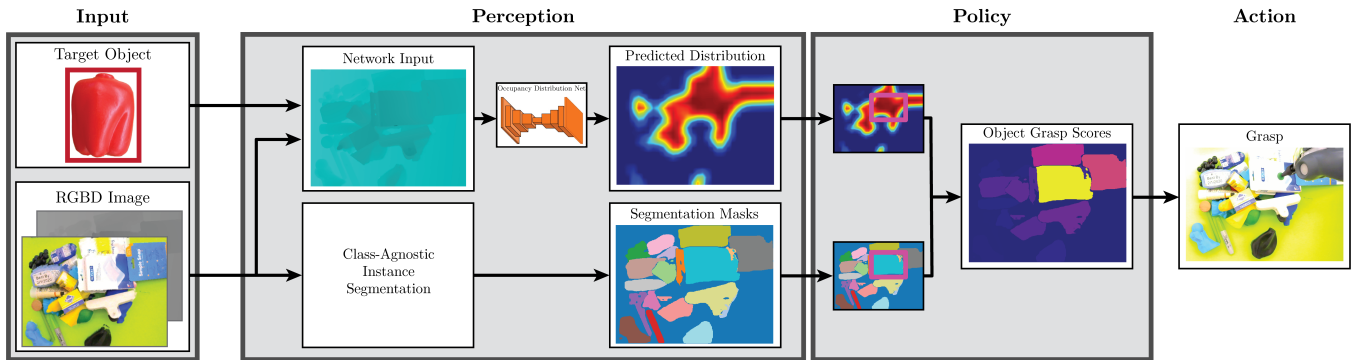 Input
Perception
Policy
Action
Target Object
Network Input
Predicted Distribution
Occupancy Distribution Net
Object Grasp Scores
Grasp
RGBD Image
Class-Agnostic
Instance
Segmentation
Segmentation Masks